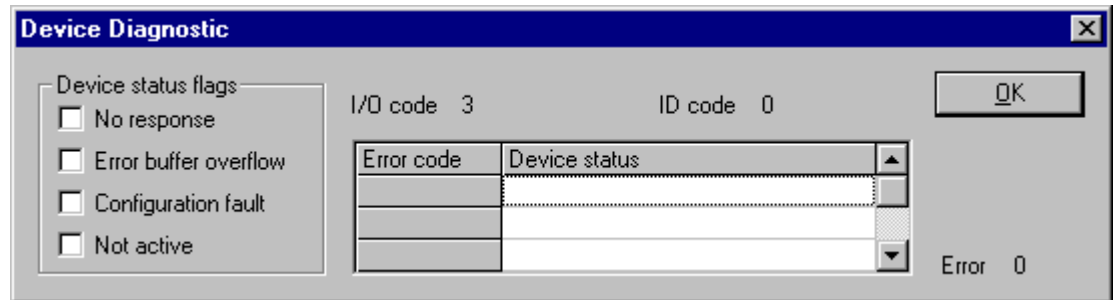 Device Diagnostic
Device status flags
No response
Error buffer overflow
Configuration fault
Not active
I/O code 3 ID code 0
Error code Device status
OK
Error 0